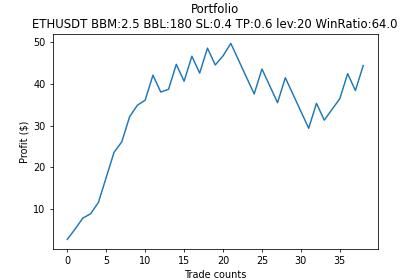 Portfolio
ETHUSDT BBM:2.5 BBL:180 SL:0.4 TP:0.6 lev:20 WinRatio:64.0
50
40
30
20
10
Profit ($)
0 5 10 15 20 25 30 35
Trade counts